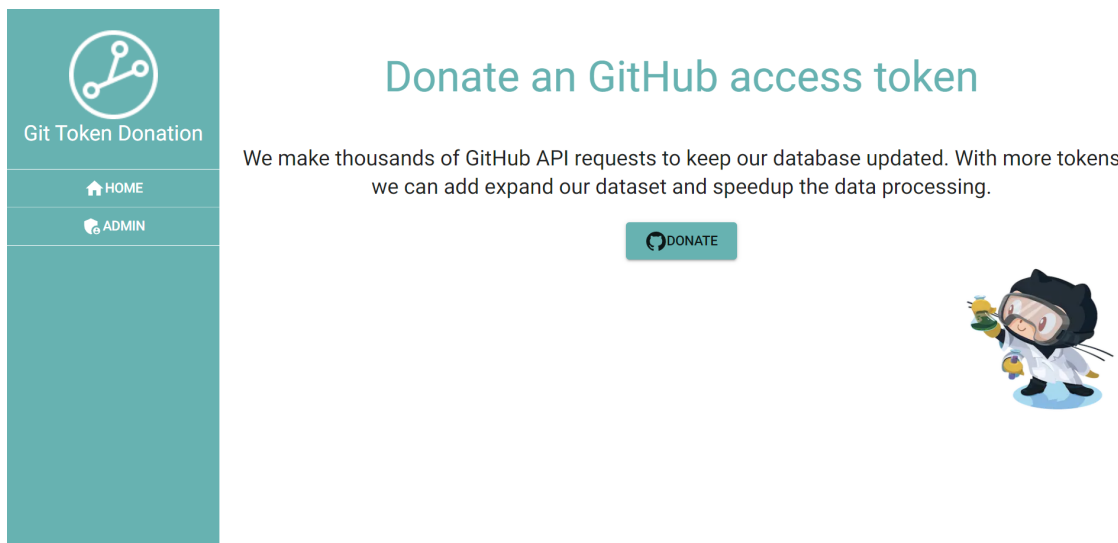 Git Token Donation
HOME
ADMIN
Donate an GitHub access token
We make thousands of GitHub API requests to keep our database updated. With more tokens
we can add expand our dataset and speedup the data processing.
DONATE